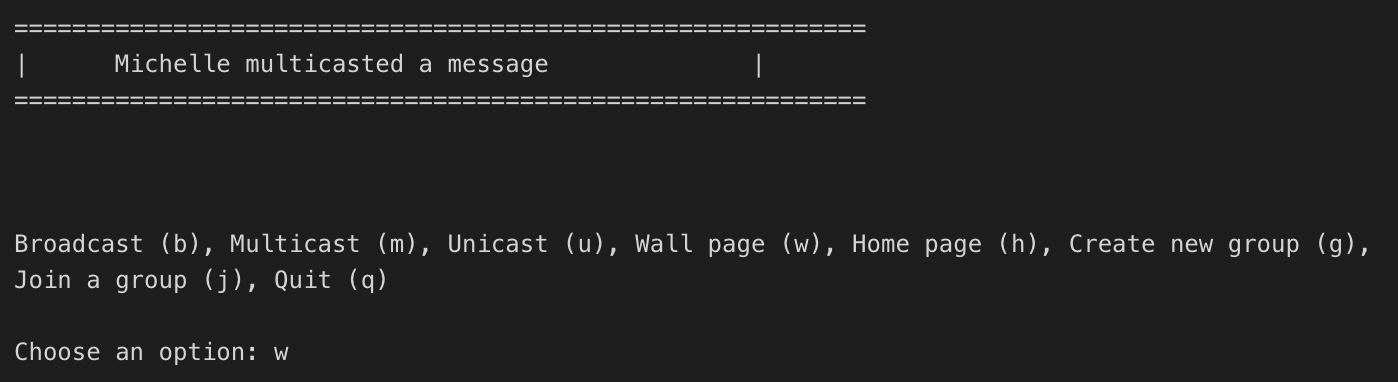 ===========================================================
|      Michelle multicasted a message              |
===========================================================
Broadcast (b), Multicast (m), Unicast (u), Wall page (w), Home page (h), Create new group (g),
Join a group (j), Quit (q)
Choose an option: w